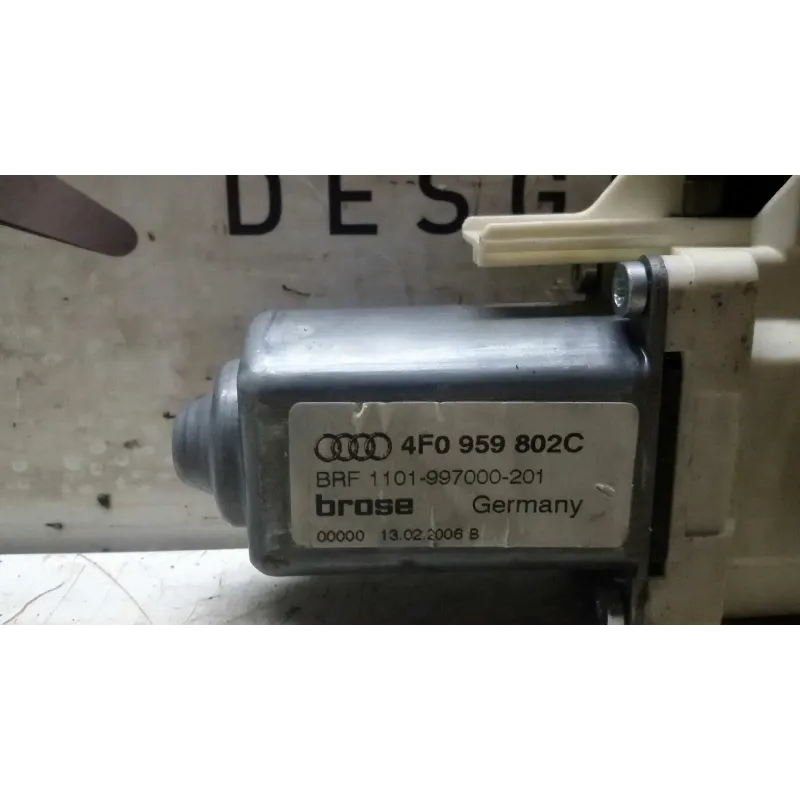 DESG
4F0 959 802C
BRF 1101-997000-201
brose Germany
00000 13.02.2006 B